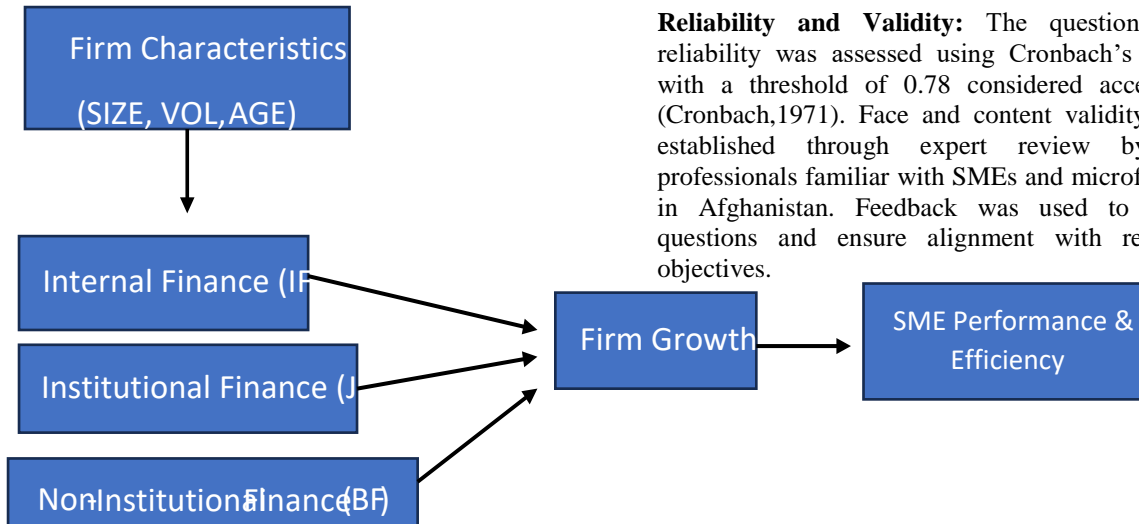 Firm Characteristics
(SIZE, VOL,AGE)
Internal Finance (IF
Institutional Finance (
Non-Institutional Finance (BF)
Firm Growth
SME Performance &
Efficiency
Reliability and Validity: The question
reliability was assessed using Cronbach's
with a threshold of 0.78 considered acce
(Cronbach,1971). Face and content validity
established through expert review by
professionals familiar with SMEs and microf
in Afghanistan. Feedback was used to
questions and ensure alignment with re
objectives.